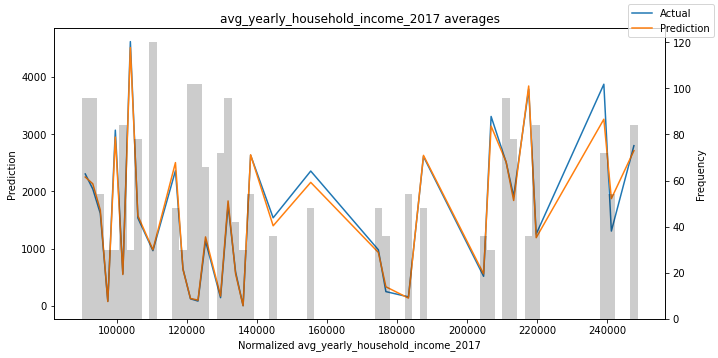 avg_yearly_household_income_2017 averages
Actual
Prediction
4000
3000
2000
1000
0
Prediction
120
100
80
60
40
20
0
Frequency
100000 120000 140000 160000 180000 200000 220000 240000
Normalized avg_yearly_household_income_2017